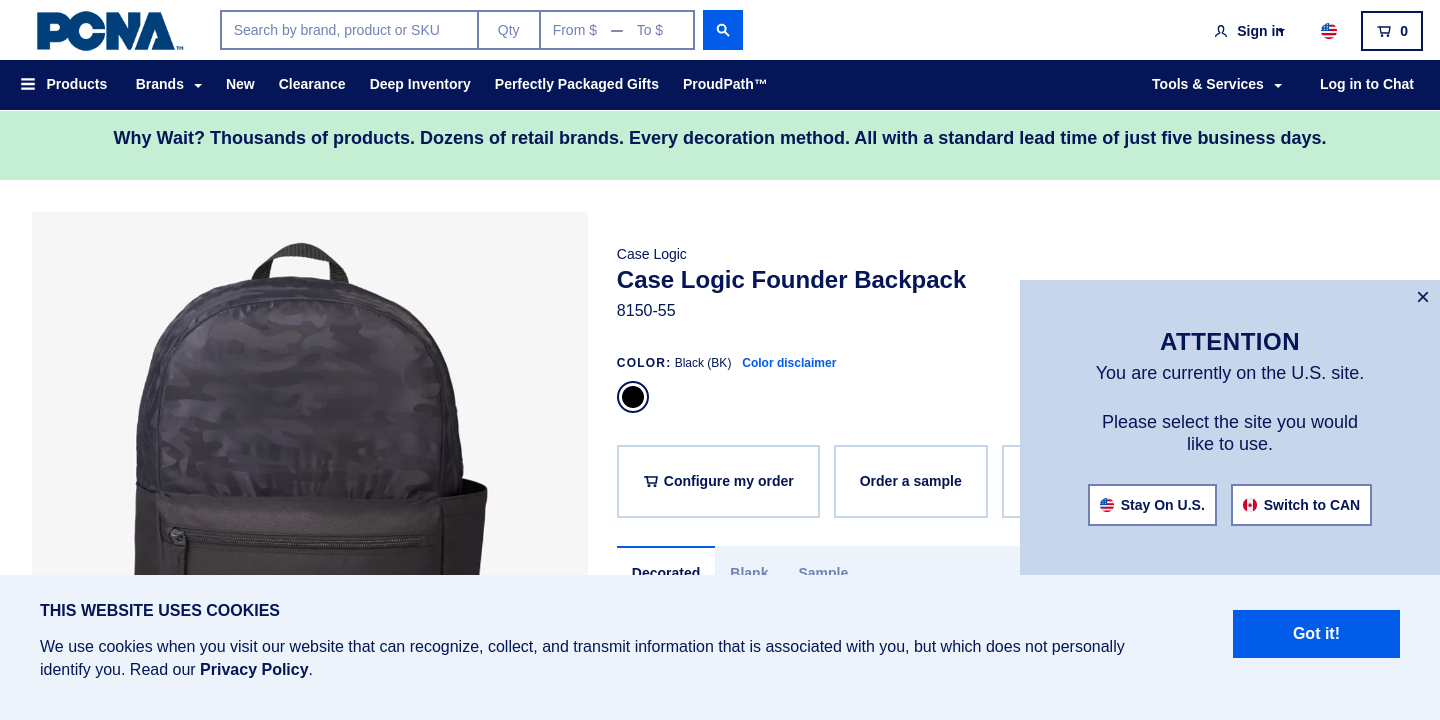 PCNA™
Search by brand, product or SKU
Qty
From $ — To $
Sign in
0
Products
Brands
New
Clearance
Deep Inventory
Perfectly Packaged Gifts
ProudPath™
Tools & Services
Log in to Chat
Why Wait? Thousands of products. Dozens of retail brands. Every decoration method. All with a standard lead time of just five business days.
Case Logic
Case Logic Founder Backpack
8150-55
COLOR: Black (BK) Color disclaimer
Configure my order
Order a sample
Decorated
Blank
Sample
×
ATTENTION
You are currently on the U.S. site.
Please select the site you would
like to use.
Stay On U.S.
Switch to CAN
THIS WEBSITE USES COOKIES
We use cookies when you visit our website that can recognize, collect, and transmit information that is associated with you, but which does not personally
identify you. Read our Privacy Policy.
Got it!